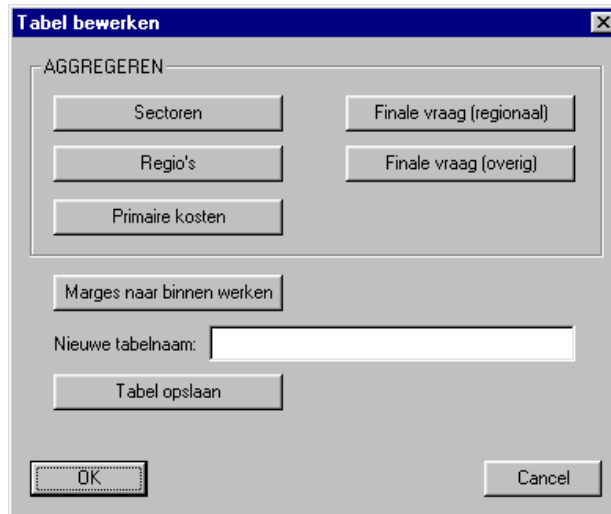 Tabel bewerken
AGGREGEREN
Sectoren
Finale vraag (regionaal)
Regio's
Finale vraag (overig)
Primaire kosten
Marges naar binnen werken
Nieuwe tabelnaam:
Tabel opslaan
OK
Cancel